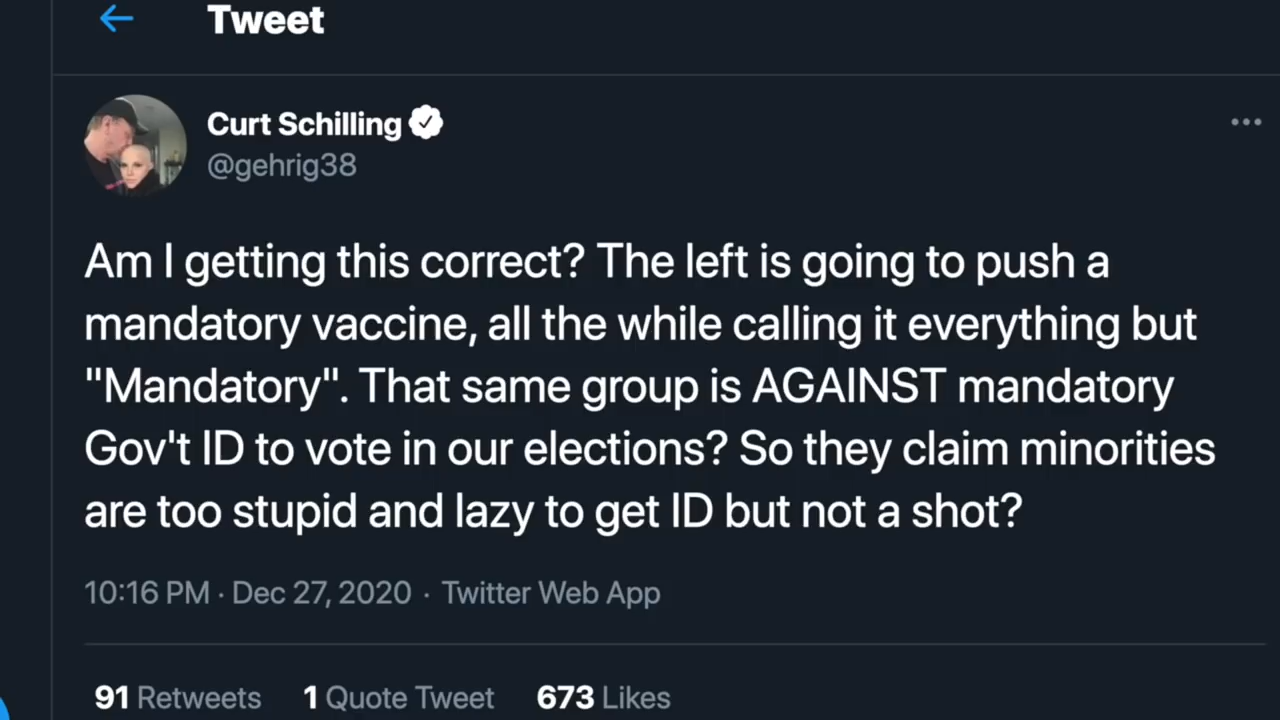 Tweet
Curt Schilling
@gehrig38
Am I getting this correct? The left is going to push a
mandatory vaccine, all the while calling it everything but
"Mandatory". That same group is AGAINST mandatory
Gov't ID to vote in our elections? So they claim minorities
are too stupid and lazy to get ID but not a shot?
10:16 PM · Dec 27, 2020 · Twitter Web App
91 Retweets 1 Quote Tweet 673 Likes